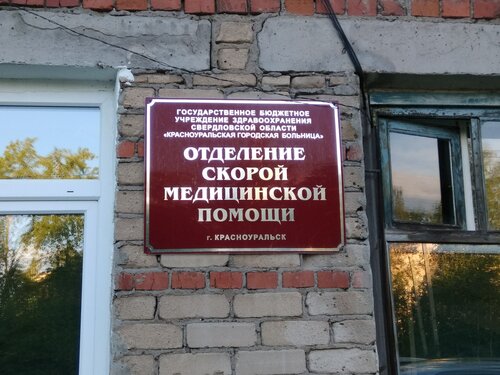 ГОСУДАРСТВЕННОЕ БЮДЖЕТНОЕ
УЧРЕЖДЕНИЕ ЗДРАВООХРАНЕНИЯ
СВЕРДЛОВСКОЙ ОБЛАСТИ
«КРАСНОУРАЛЬСКАЯ ГОРОДСКАЯ БОЛЬНИЦА»
ОТДЕЛЕНИЕ
СКОРОЙ
МЕДИЦИНСКОЙ
ПОМОЩИ
г. КРАСНОУРАЛЬСК